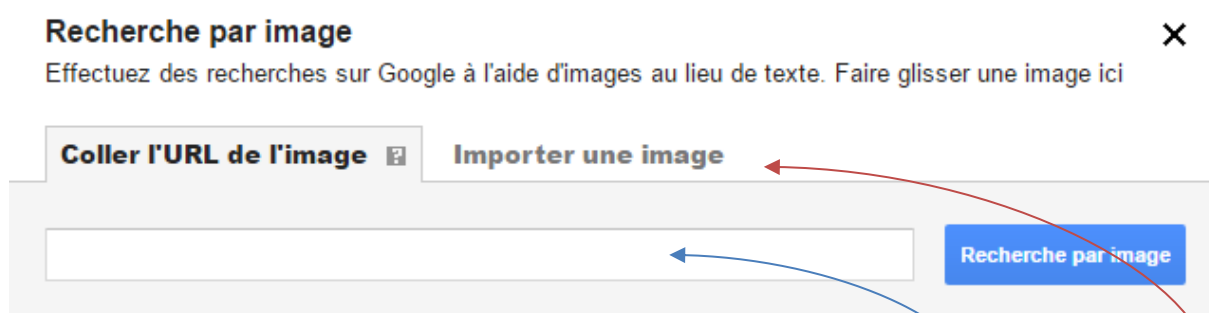 Recherche par image
Effectuez des recherches sur Google à l'aide d'images au lieu de texte. Faire glisser une image ici
Coller l'URL de l'image ? Importer une image
Recherche par image